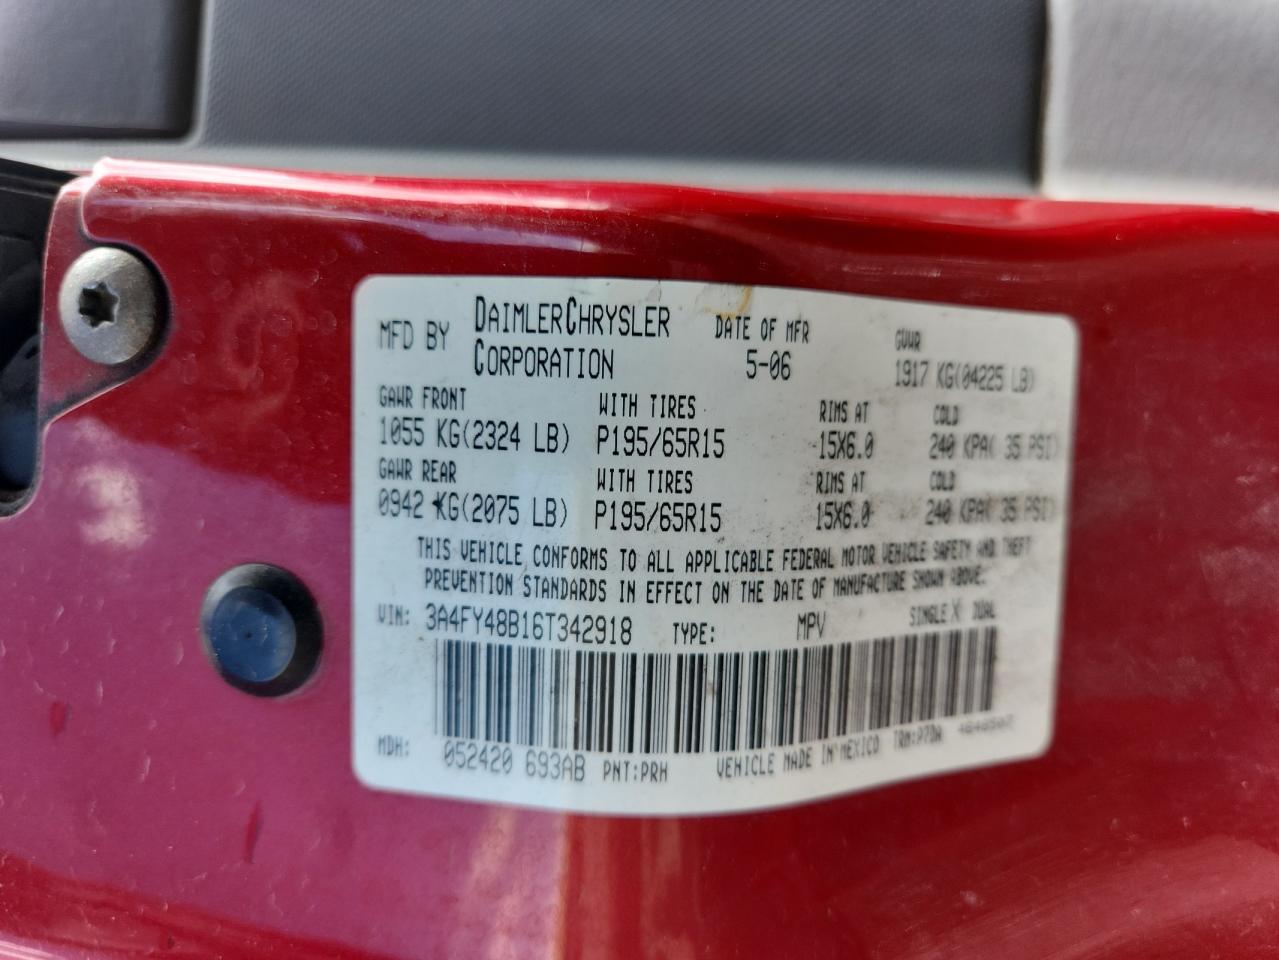 MFD BY DAIMLERCHRYSLER CORPORATION DATE OF MFR 5-06 GVWR 1917 KG(04225 LB)
GAWR FRONT WITH TIRES RIMS AT COLD
1055 KG(2324 LB) P195/65R15 15X6.0 240 KPA( 35 PSI)
GAWR REAR WITH TIRES RIMS AT COLD
0942 KG(2075 LB) P195/65R15 15X6.0 240 KPA( 35 PSI)
THIS VEHICLE CONFORMS TO ALL APPLICABLE FEDERAL MOTOR VEHICLE SAFETY AND THEFT
PREVENTION STANDARDS IN EFFECT ON THE DATE OF MANUFACTURE SHOWN ABOVE.
VIN: 3A4FY48B16T342918 TYPE: MPV SINGLE X DUAL
MDH: 052420 693AB PNT:PRH VEHICLE MADE IN MEXICO